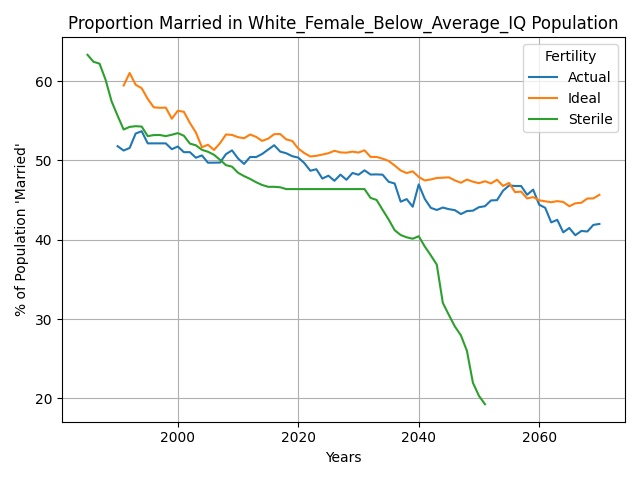 Proportion Married in White_Female_Below_Average_IQ Population
Fertility
Actual
Ideal
Sterile
% of Population 'Married'
60
50
40
30
20
2000
2020
2040
2060
Years